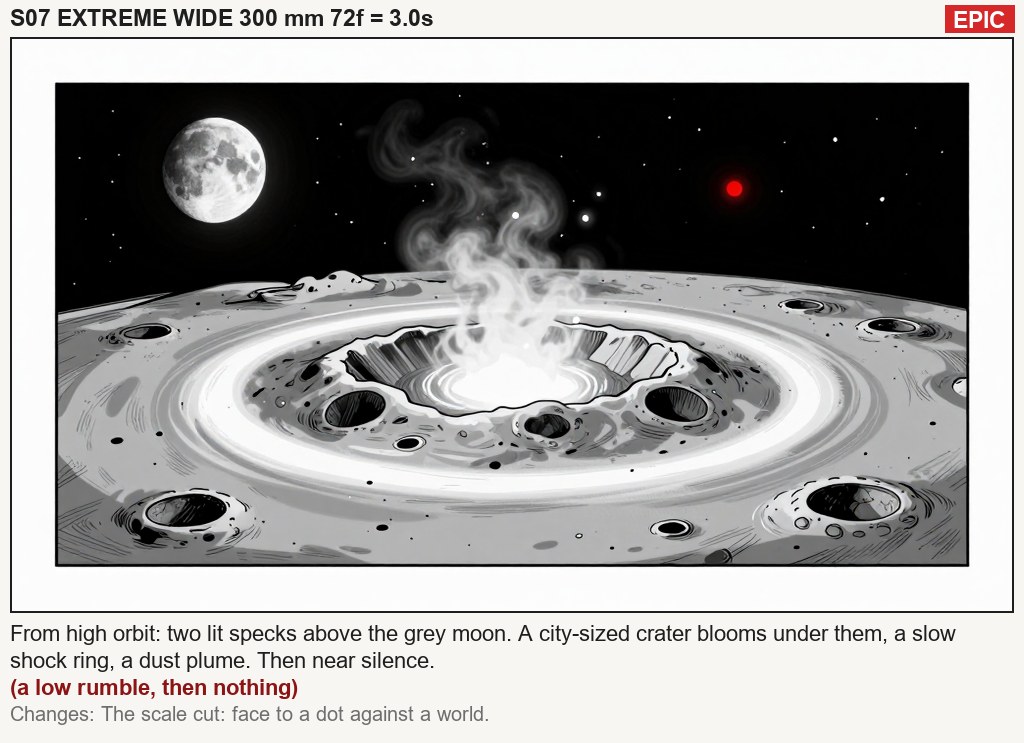 S07 EXTREME WIDE 300 mm 72f = 3.0s
EPIC
From high orbit: two lit specks above the grey moon. A city-sized crater blooms under them, a slow
shock ring, a dust plume. Then near silence.
(a low rumble, then nothing)
Changes: The scale cut: face to a dot against a world.